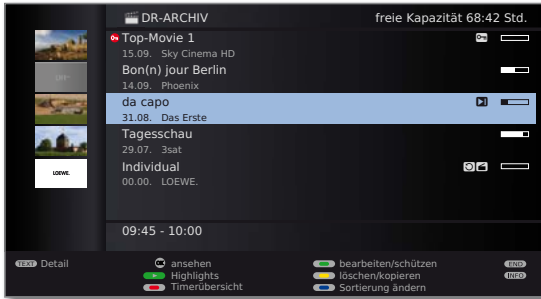 DR-ARCHIV freie Kapazität 68:42 Std.
Top-Movie 1
15.09. Sky Cinema HD
Bon(n) jour Berlin
14.09. Phoenix
da capo
31.08. Das Erste
Tagesschau
29.07. 3sat
Individual
00.00. LOEWE.
LOEWE.
09:45 - 10:00
TEXT Detail OK ansehen bearbeiten/schützen END
Highlights löschen/kopieren INFO
Timerübersicht Sortierung ändern